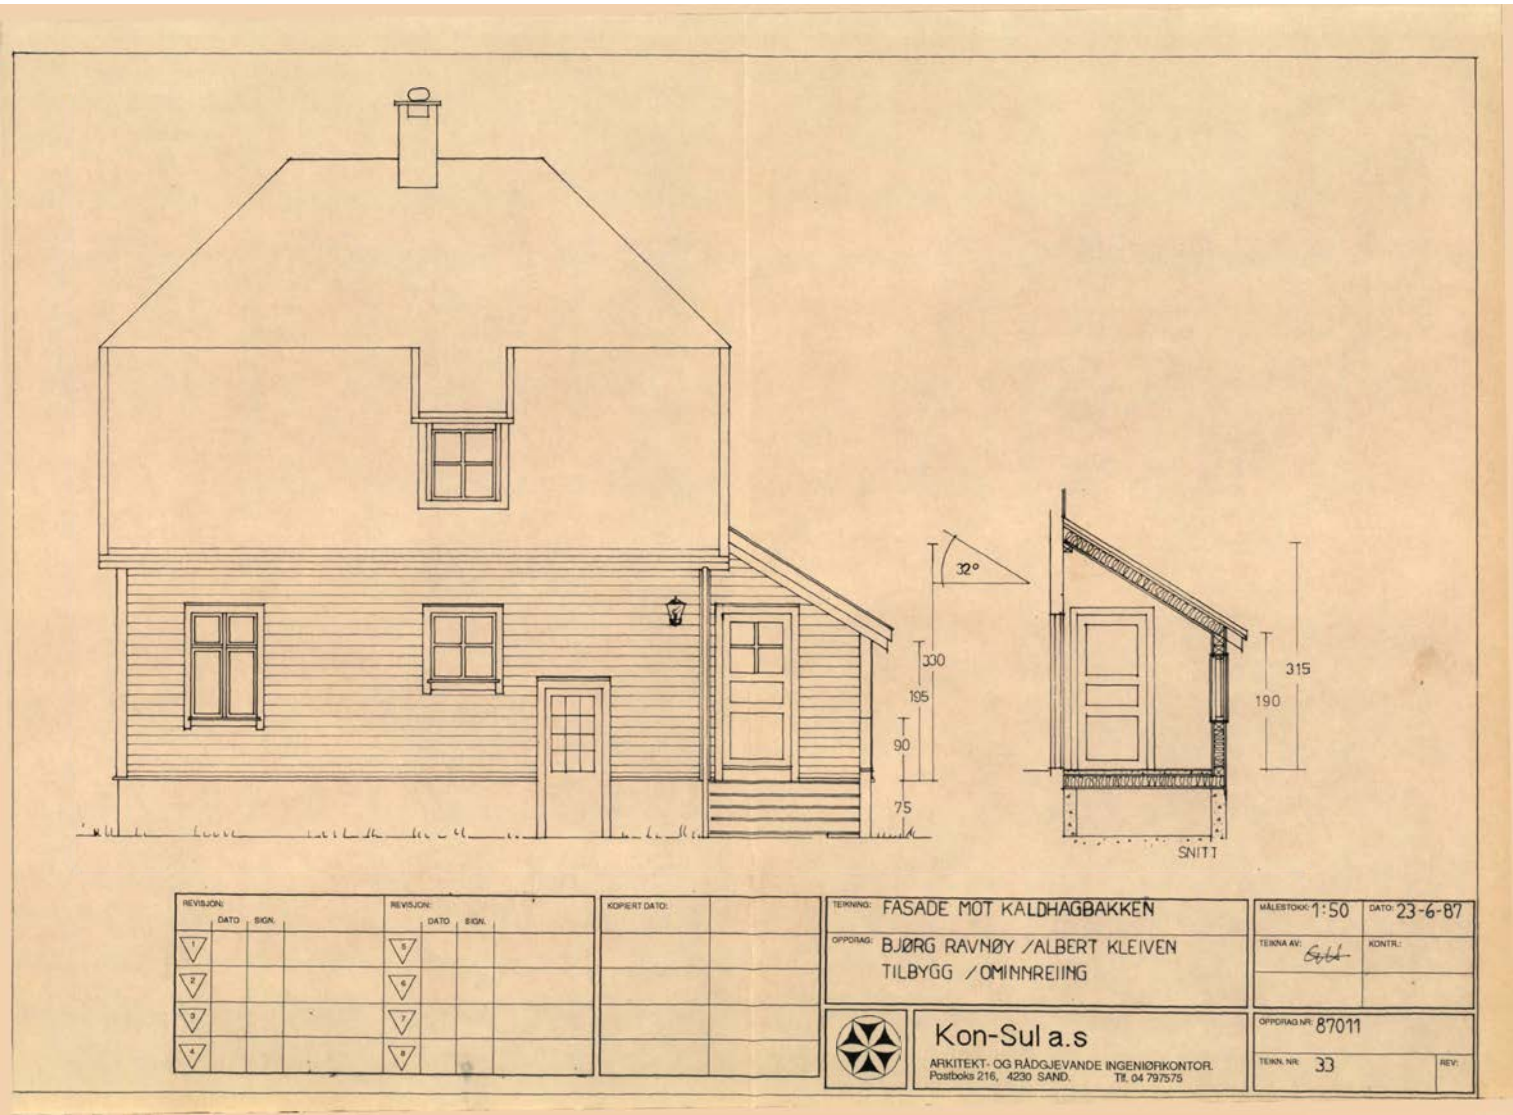 32°
330
195
90
75
315
190
SNITT
REVISJON:
DATO SIGN.
1
2
3
4
REVISJON:
DATO SIGN.
5
6
7
8
KOPIERT DATO:
TEIKNING: FASADE MOT KALDHAGBAKKEN
OPPDRAG: BJØRG RAVNØY / ALBERT KLEIVEN
TILBYGG / OMINNREIING
MÅLESTOKK: 1:50
DATO: 23-6-87
TEIKNA AV:
KONTR.:
Kon-Sul a.s
ARKITEKT- OG RÅDGJEVANDE INGENIØRKONTOR.
Postboks 216, 4230 SAND. Tlf. 04 797575
OPPDRAG NR: 87011
TEIKN. NR: 33
REV: